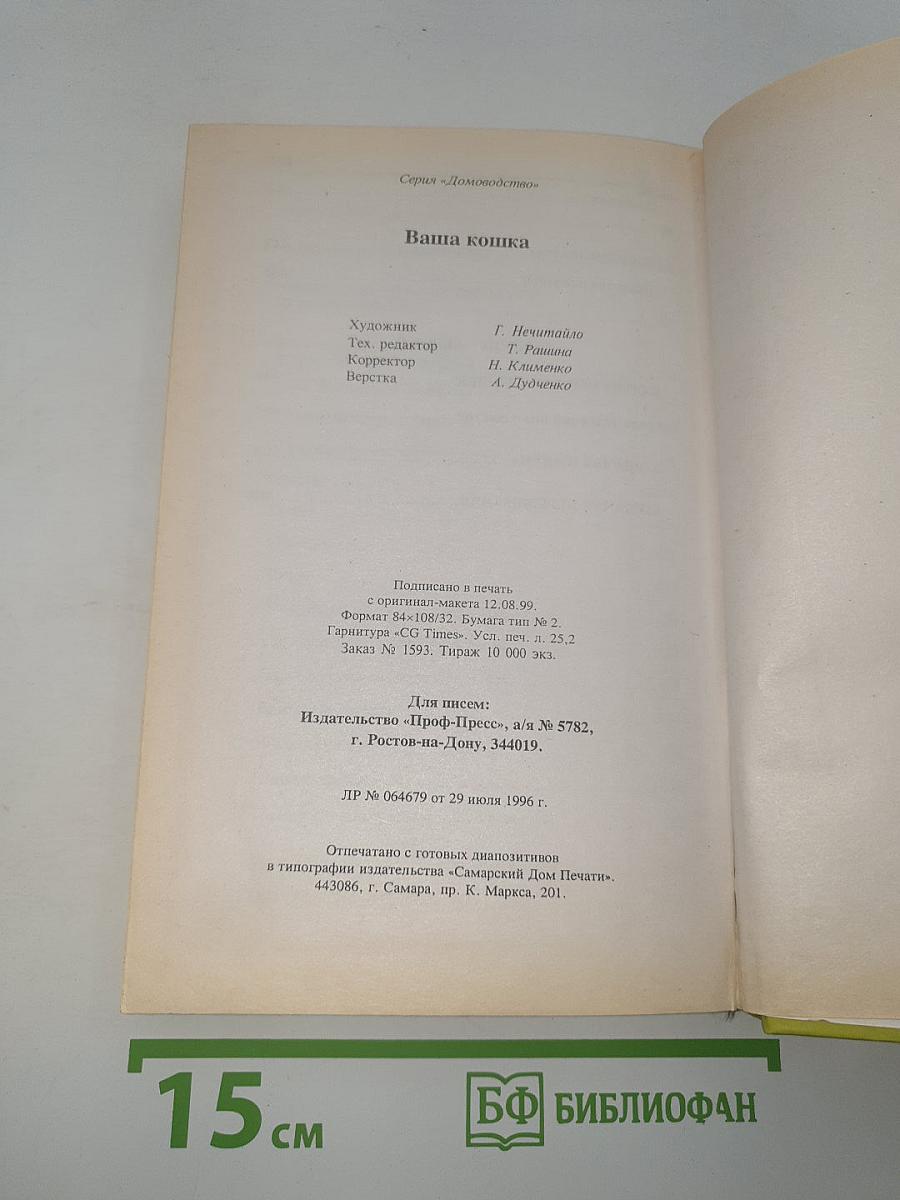 Серия «Домоводство»
Ваша кошка
Художник Г. Нечитайло
Тех. редактор Т. Рашина
Корректор Н. Клименко
Верстка А. Дудченко
Подписано в печать
с оригинал-макета 12.08.99.
Формат 84×108/32. Бумага тип № 2.
Гарнитура «CG Times». Усл. печ. л. 25,2
Заказ № 1593. Тираж 10 000 экз.
Для писем:
Издательство «Проф-Пресс», а/я № 5782,
г. Ростов-на-Дону, 344019.
ЛР № 064679 от 29 июля 1996 г.
Отпечатано с готовых диапозитивов
в типографии издательства «Самарский Дом Печати».
443086, г. Самара, пр. К. Маркса, 201.
15 см
БФ БИБЛИОФАН